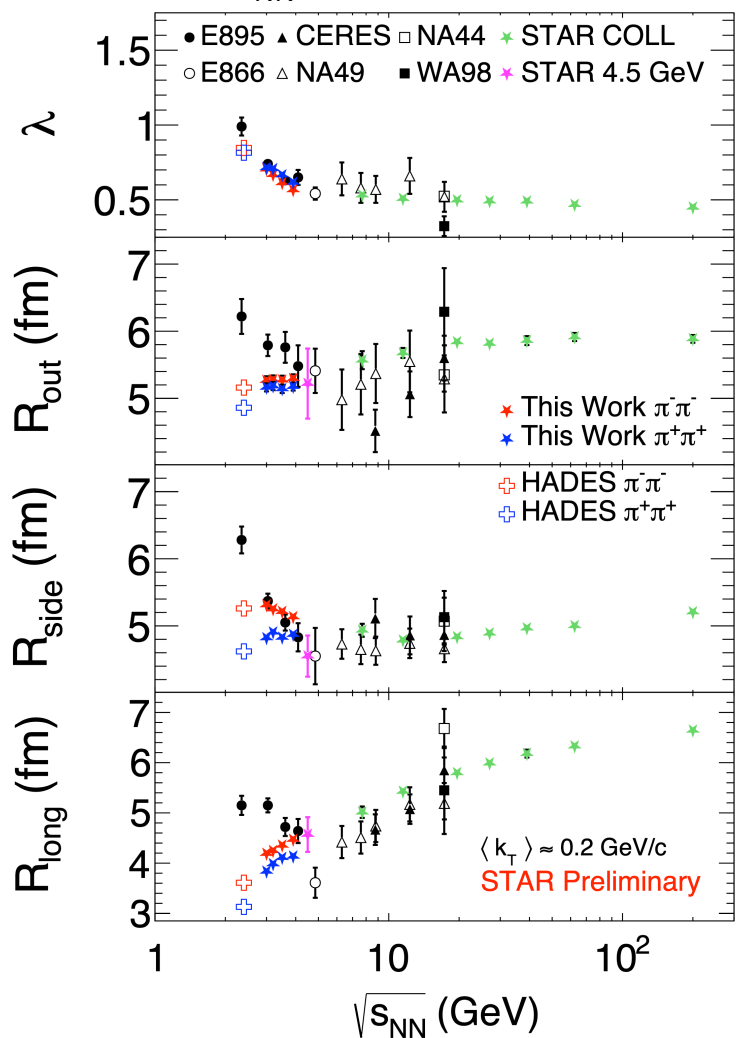 NN
λ
1.5
1
0.5
E895 CERES NA44 STAR COLL
E866 NA49 WA98 STAR 4.5 GeV
R_out (fm)
7
6
5
This Work π⁻π⁻
This Work π⁺π⁺
R_side (fm)
7
6
5
HADES π⁻π⁻
HADES π⁺π⁺
R_long (fm)
7
6
5
4
3
⟨ k_T ⟩ ≈ 0.2 GeV/c
STAR Preliminary
1 10 10²
√s_NN (GeV)